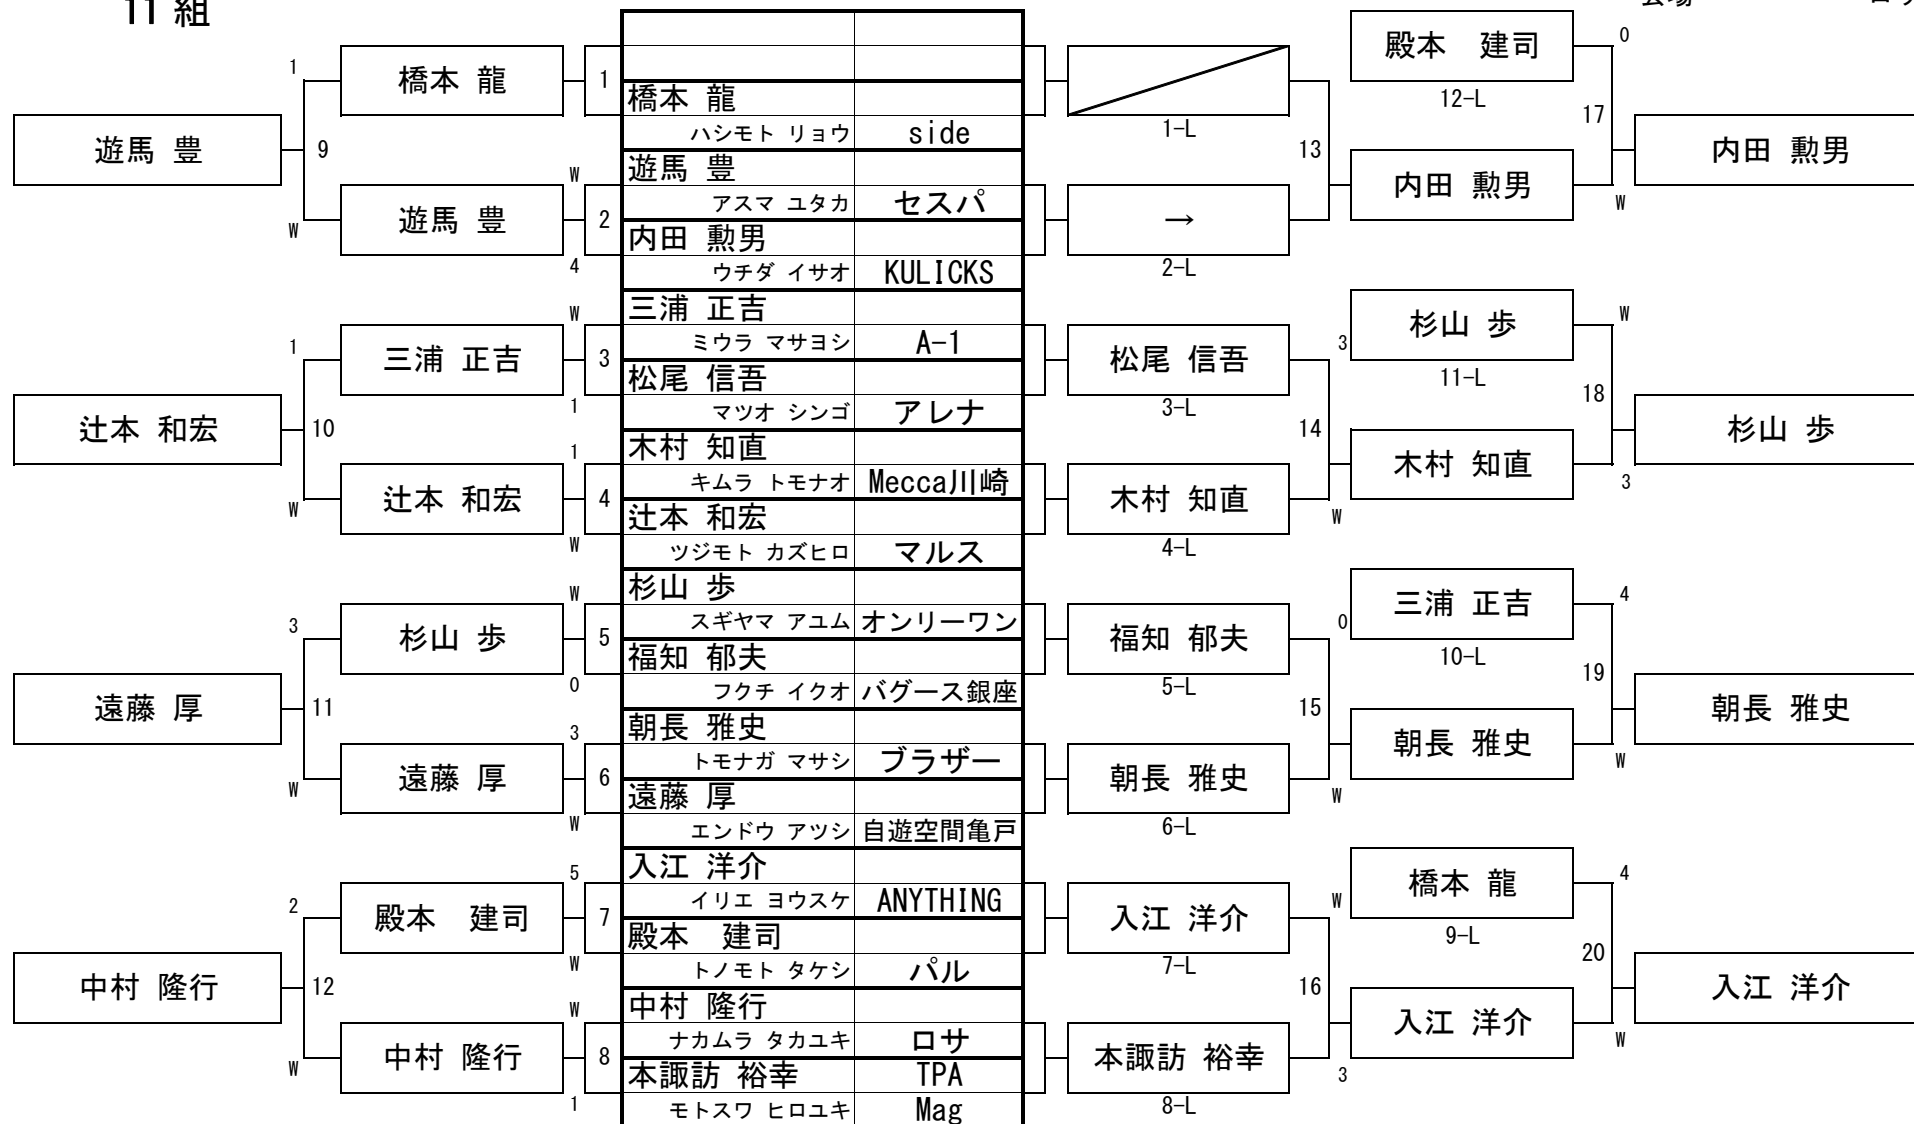 11 組
1
橋本 龍
1
遊馬 豊
9
W
W
遊馬 豊
2
4
W
1
三浦 正吉
3
1
辻本 和宏
10
1
W
辻本 和宏
4
W
W
3
杉山 歩
5
0
遠藤 厚
11
3
W
遠藤 厚
6
W
5
2
殿本 建司
7
W
中村 隆行
12
W
W
中村 隆行
8
1
橋本 龍
ハシモト リョウ side
遊馬 豊
アスマ ユタカ セスパ
内田 勲男
ウチダ イサオ KULICKS
三浦 正吉
ミウラ マサヨシ A-1
松尾 信吾
マツオ シンゴ アレナ
木村 知直
キムラ トモナオ Mecca川崎
辻本 和宏
ツジモト カズヒロ マルス
杉山 歩
スギヤマ アユム オンリーワン
福知 郁夫
フクチ イクオ バグース銀座
朝長 雅史
トモナガ マサシ ブラザー
遠藤 厚
エンドウ アツシ 自遊空間亀戸
入江 洋介
イリエ ヨウスケ ANYTHING
殿本 建司
トノモト タケシ パル
中村 隆行
ナカムラ タカユキ ロサ
本諏訪 裕幸 TPA
モトスワ ヒロユキ Mag
1-L
13
→
2-L
松尾 信吾
3
3-L
14
木村 知直
W
4-L
福知 郁夫
0
5-L
15
朝長 雅史
W
6-L
入江 洋介
W
7-L
16
本諏訪 裕幸
3
8-L
殿本 建司
0
12-L
17
内田 勲男
内田 勲男
W
杉山 歩
W
11-L
18
杉山 歩
木村 知直
3
三浦 正吉
4
10-L
19
朝長 雅史
朝長 雅史
W
橋本 龍
4
9-L
20
入江 洋介
入江 洋介
W